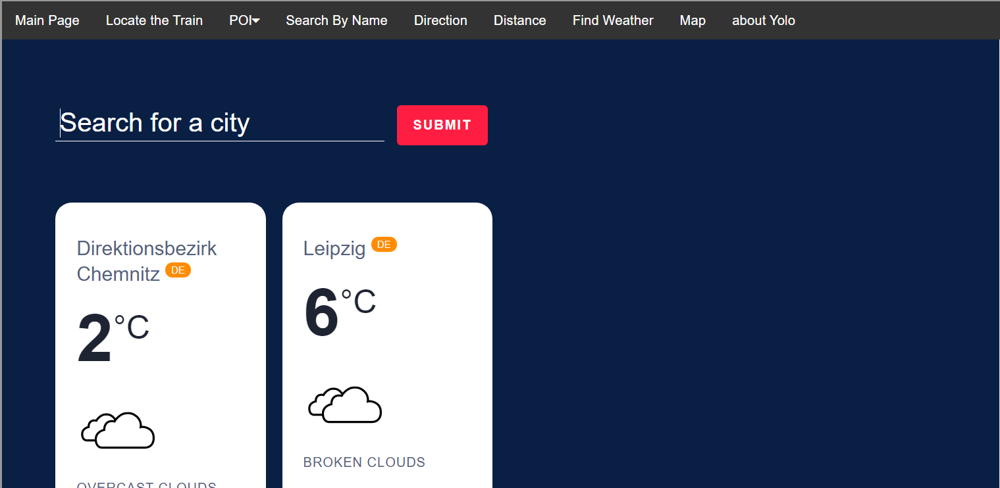 Main Page Locate the Train POI Search By Name Direction Distance Find Weather Map about Yolo
Search for a city SUBMIT
Direktionsbezirk
Chemnitz DE
2°C
OVERCAST CLOUDS
Leipzig DE
6°C
BROKEN CLOUDS